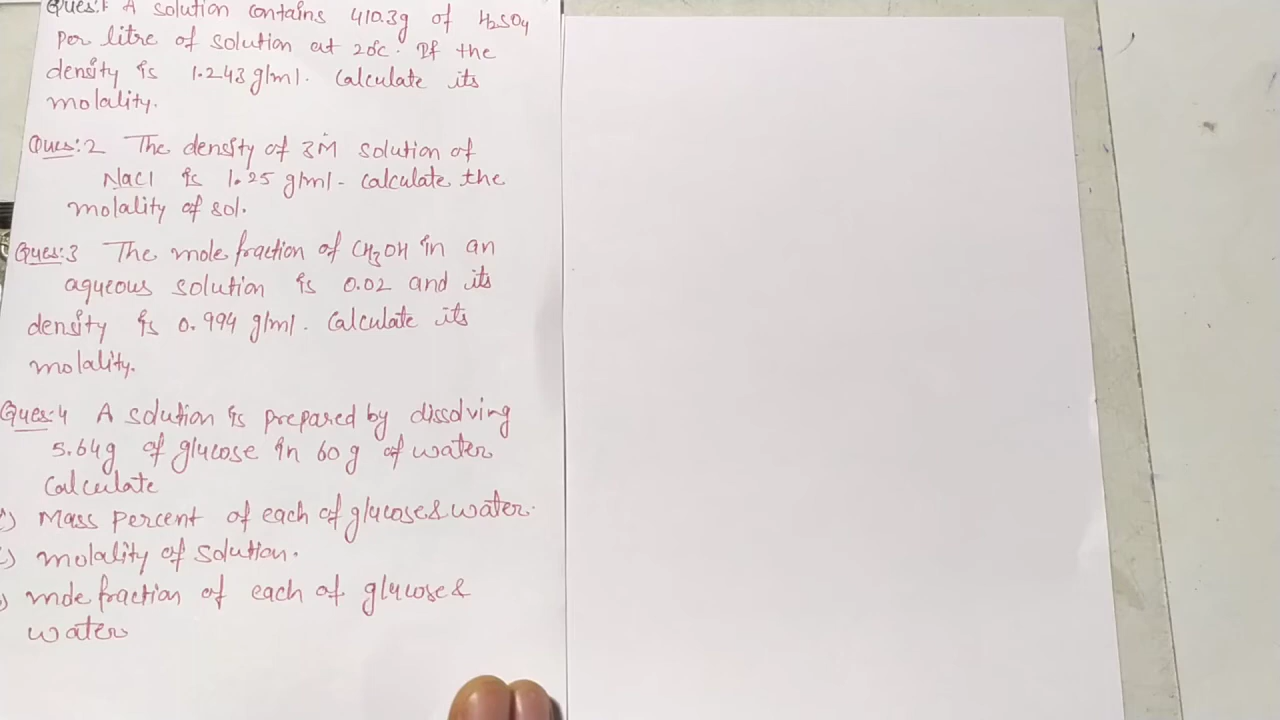 Ques:1 A solution contains 410.3g of H2SO4
per litre of solution at 20°c. If the
density is 1.243 g/ml. Calculate its
molality.
Ques:2 The density of 3M solution of
NaCl is 1.25 g/ml. calculate the
molality of sol.
Ques:3 The mole fraction of CH3OH in an
aqueous solution is 0.02 and its
density is 0.994 g/ml. Calculate its
molality.
Ques:4 A solution is prepared by dissolving
5.64g of glucose in 60 g of water
Calculate
Mass percent of each of glucose & water.
molality of solution.
mole fraction of each of glucose &
water